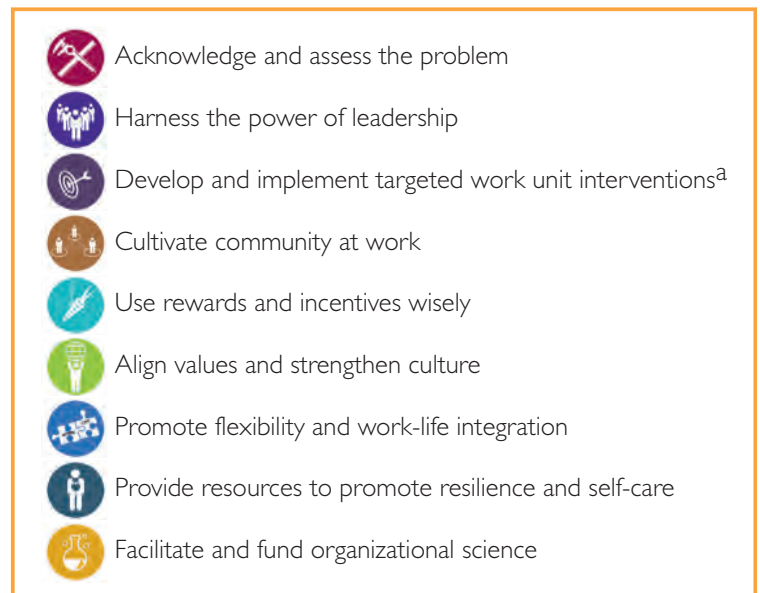 Acknowledge and assess the problem
Harness the power of leadership
Develop and implement targeted work unit interventionsa
Cultivate community at work
Use rewards and incentives wisely
Align values and strengthen culture
Promote flexibility and work-life integration
Provide resources to promote resilience and self-care
Facilitate and fund organizational science